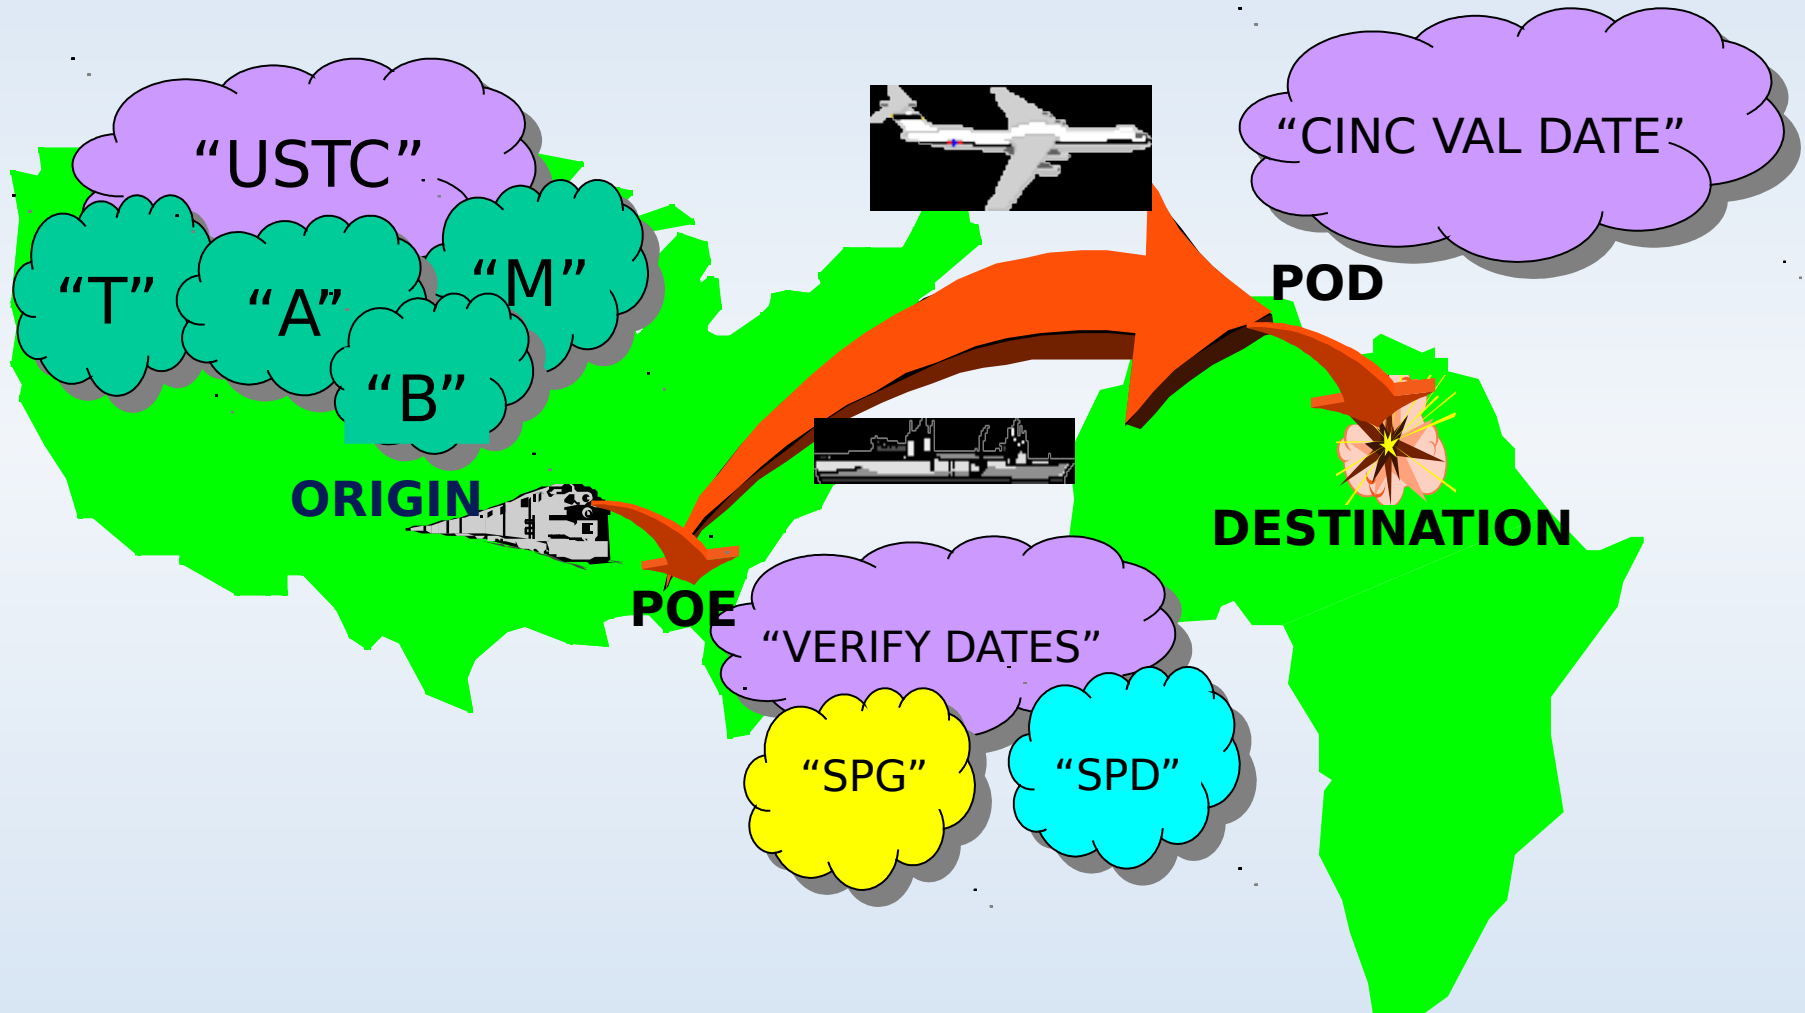 “USTC”
“CINC VAL DATE”
“T”
“A”
“M”
“B”
POD
ORIGIN
DESTINATION
POE
“VERIFY DATES”
“SPG”
“SPD”